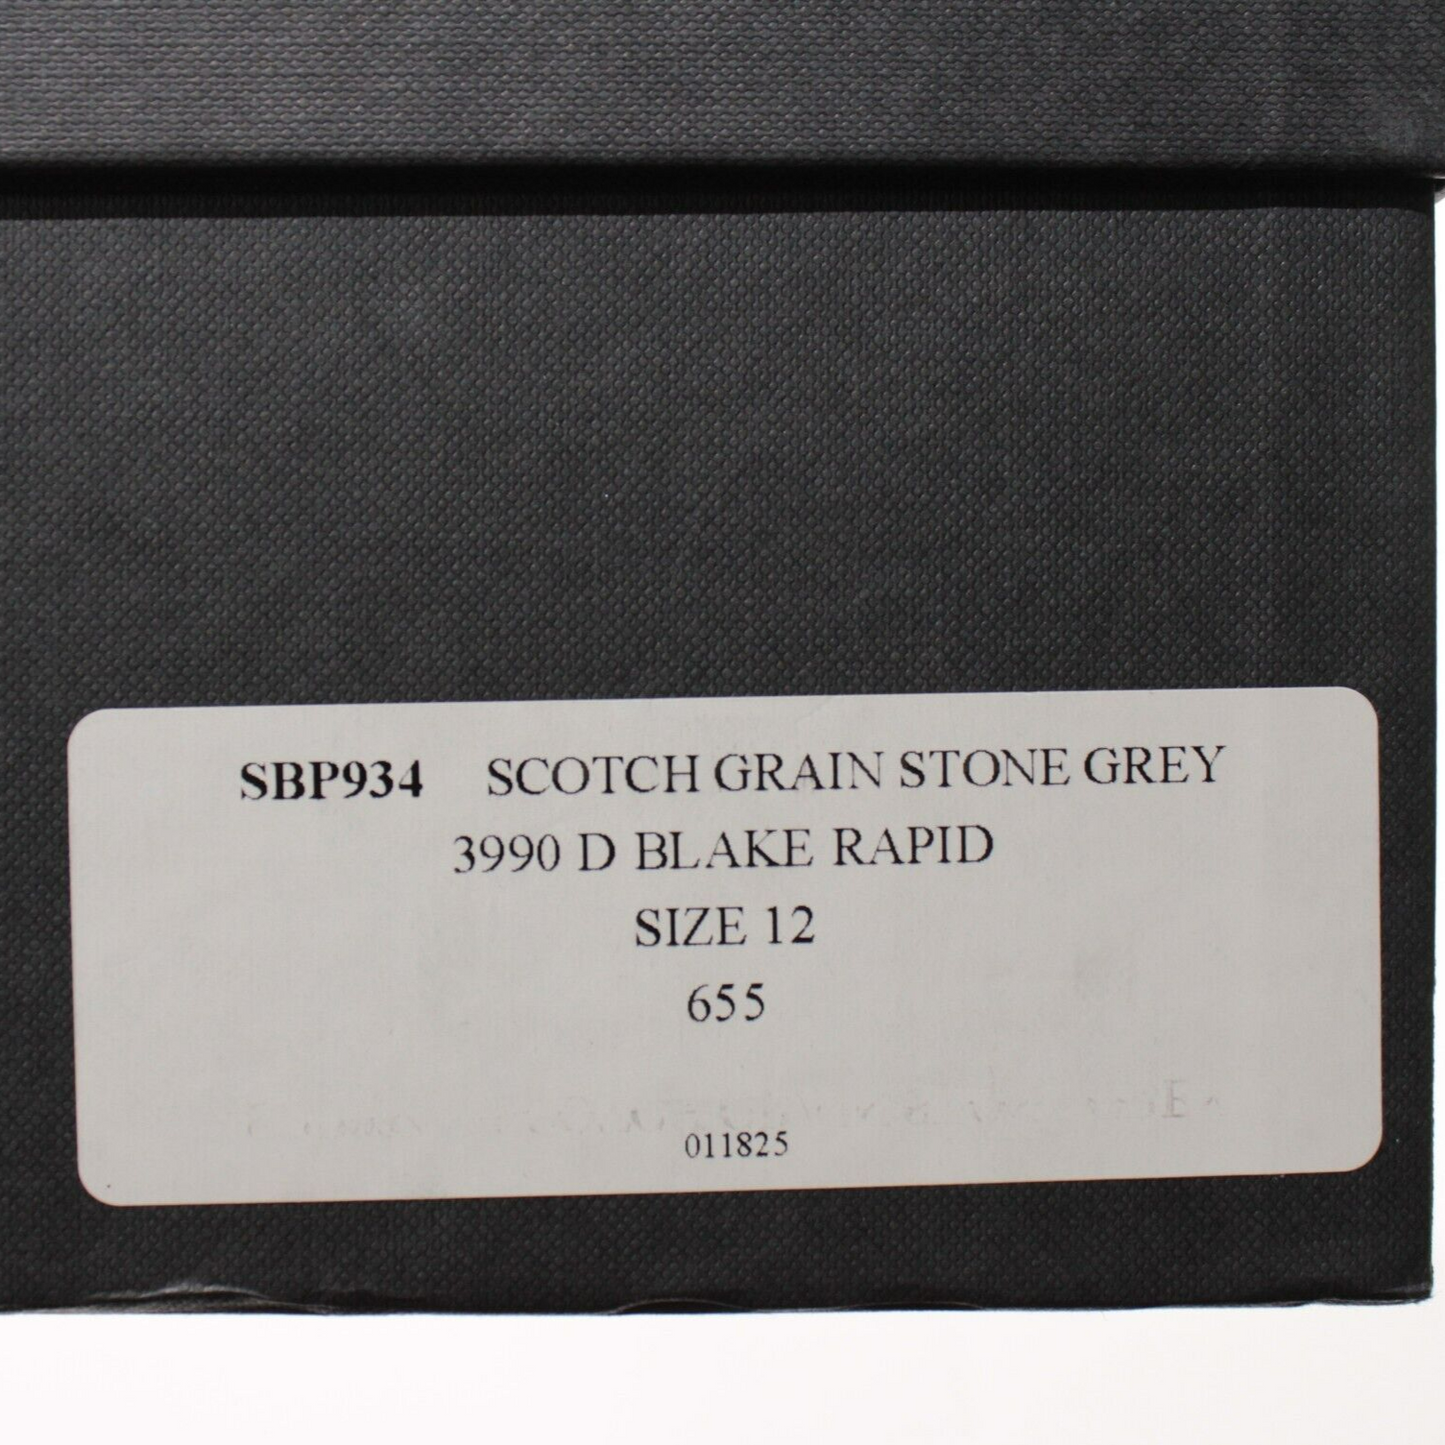 SBP934 SCOTCH GRAIN STONE GREY
3990 D BLAKE RAPID
SIZE 12
655
011825